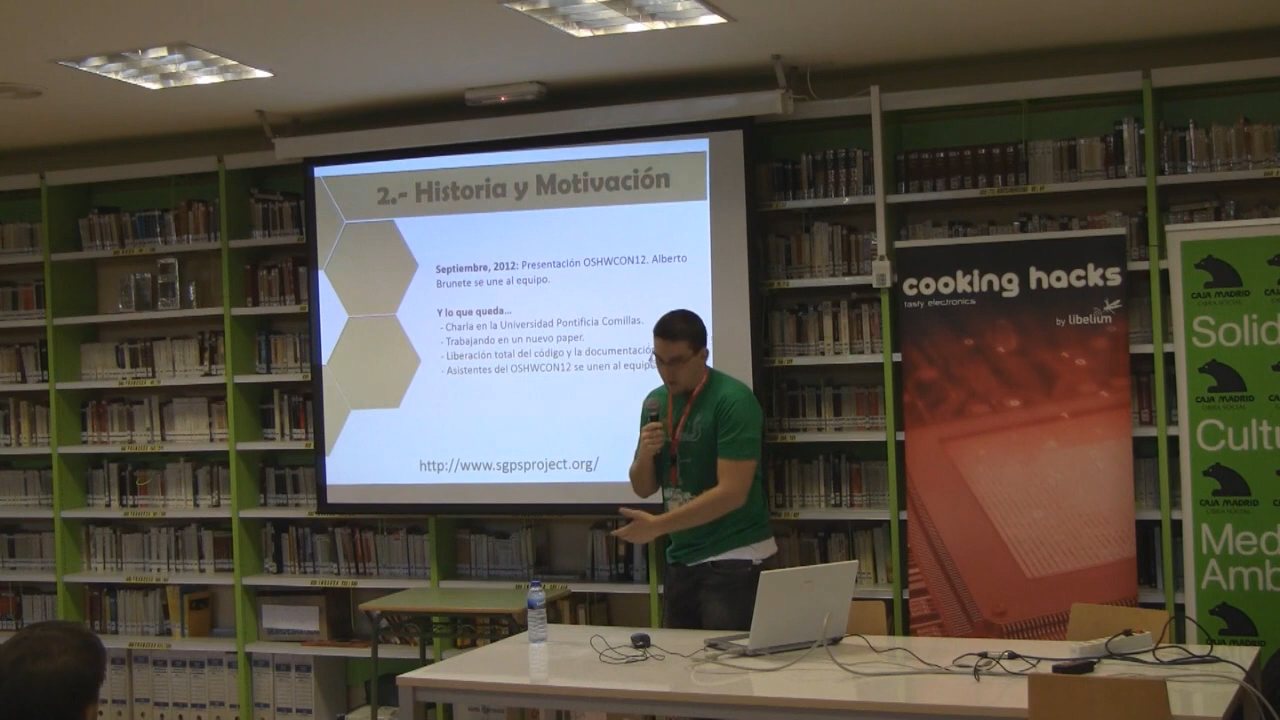 2.- Historia y Motivación
Septiembre, 2012: Presentación OSHWCON12. Alberto
Brunete se une al equipo.
Y lo que queda...
- Charla en la Universidad Pontificia Comillas.
- Trabajando en un nuevo paper.
- Liberación total del código y la documentación
- Asistentes del OSHWCON12 se unen al equipo
http://www.sgpsproject.org/
cooking hacks
tasty electronics
by libelium
CAJA MADRID
OBRA SOCIAL
Solid
CAJA MADRID
OBRA SOCIAL
Cultu
CAJA MADRID
OBRA SOCIAL
Med
Amb